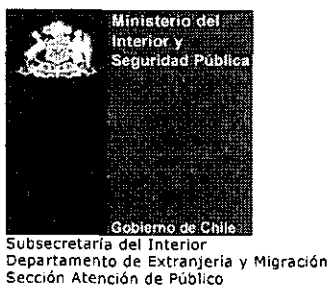 Ministerio del
Interior y
Seguridad Pública
Gobierno de Chile
Subsecretaría del Interior
Departamento de Extranjería y Migración
Sección Atención de Público